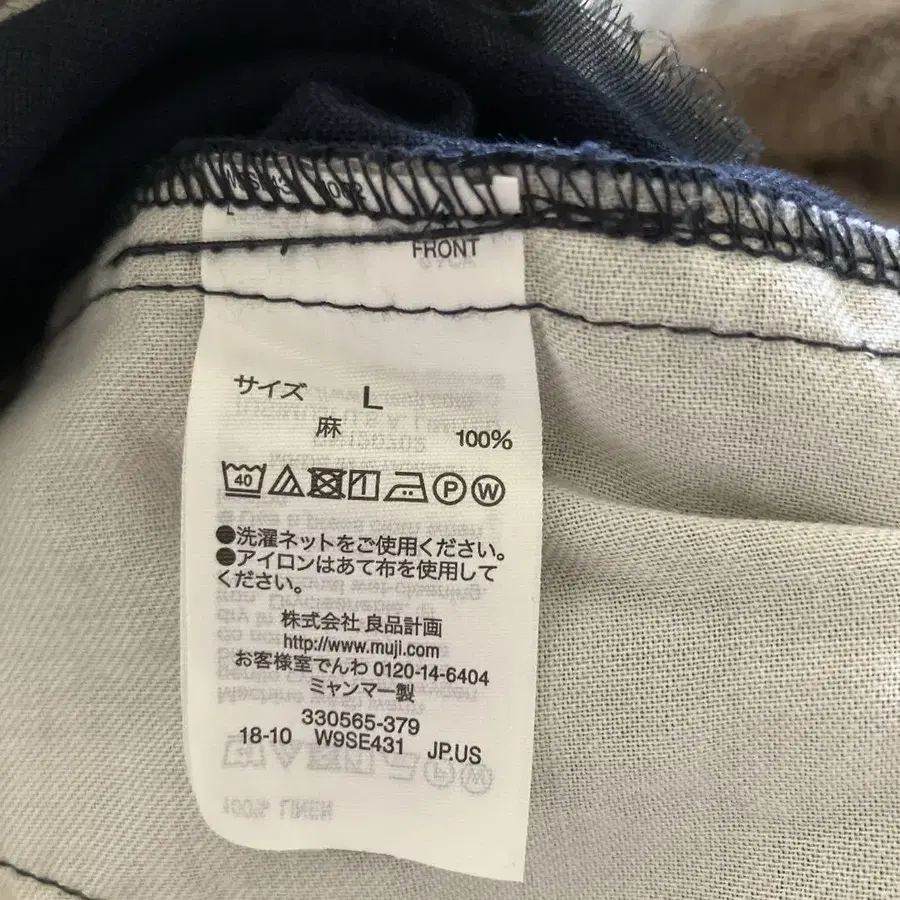 FRONT
サイズ L
麻 100%
40 P W
●洗濯ネットをご使用ください。
●アイロンはあて布を使用して
ください。
株式会社 良品計画
http://www.muji.com
お客様室でんわ 0120-14-6404
ミャンマー製
330565-379
18-10 W9SE431 JP.US
100% LINEN